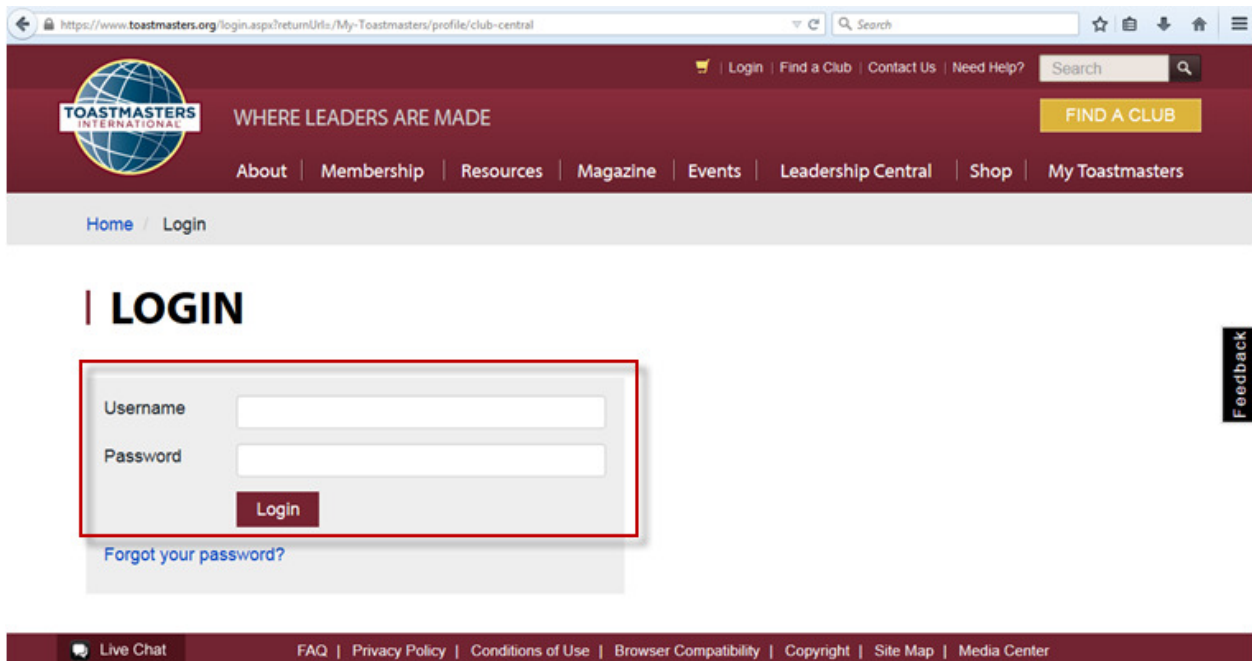 https://www.toastmasters.org/login.aspx?returnUrl=/My-Toastmasters/profile/club-central
Search
Login | Find a Club | Contact Us | Need Help?
Search
TOASTMASTERS
INTERNATIONAL
WHERE LEADERS ARE MADE
FIND A CLUB
About | Membership | Resources | Magazine | Events | Leadership Central | Shop | My Toastmasters
Home / Login
LOGIN
Feedback
Username
Password
Login
Forgot your password?
Live Chat
FAQ | Privacy Policy | Conditions of Use | Browser Compatibility | Copyright | Site Map | Media Center